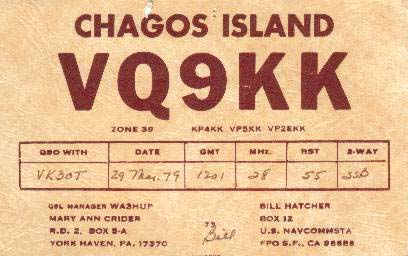 CHAGOS ISLAND
VQ9KK
ZONE 39 KP4KK VP5KK VP2EKK
QSO WITH DATE GMT MHz. RST 2-WAY
VK3OT 29 Mar. 79 1201 28 55 SSB
QSL MANAGER WA3HUP
MARY ANN CRIDER
R.D. 2, BOX 5-A
YORK HAVEN, PA. 17370
73
Bill
BILL HATCHER
BOX 12
U.S. NAVCOMMSTA
FPO S.F., CA 96685